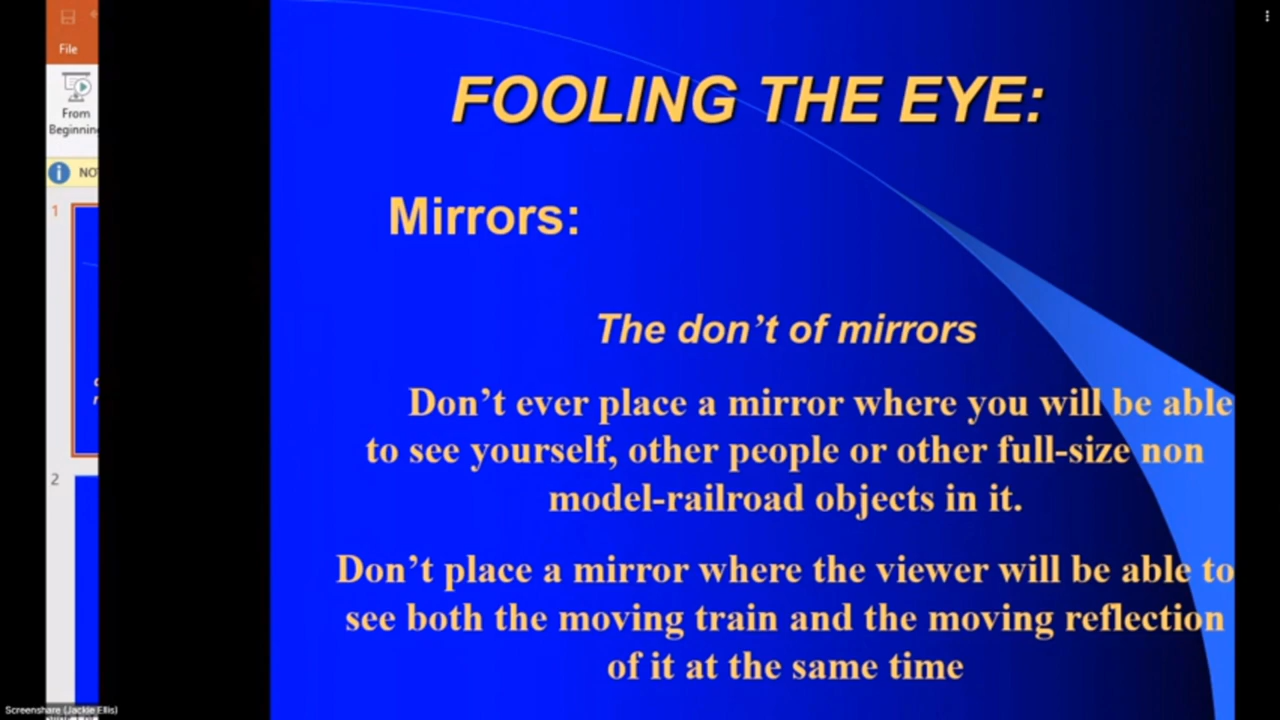 File
From
Beginning
1
2
FOOLING THE EYE:
Mirrors:
The don’t of mirrors
Don’t ever place a mirror where you will be able
to see yourself, other people or other full-size non
model-railroad objects in it.
Don’t place a mirror where the viewer will be able to
see both the moving train and the moving reflection
of it at the same time
Screenshare (Jackie Ellis)